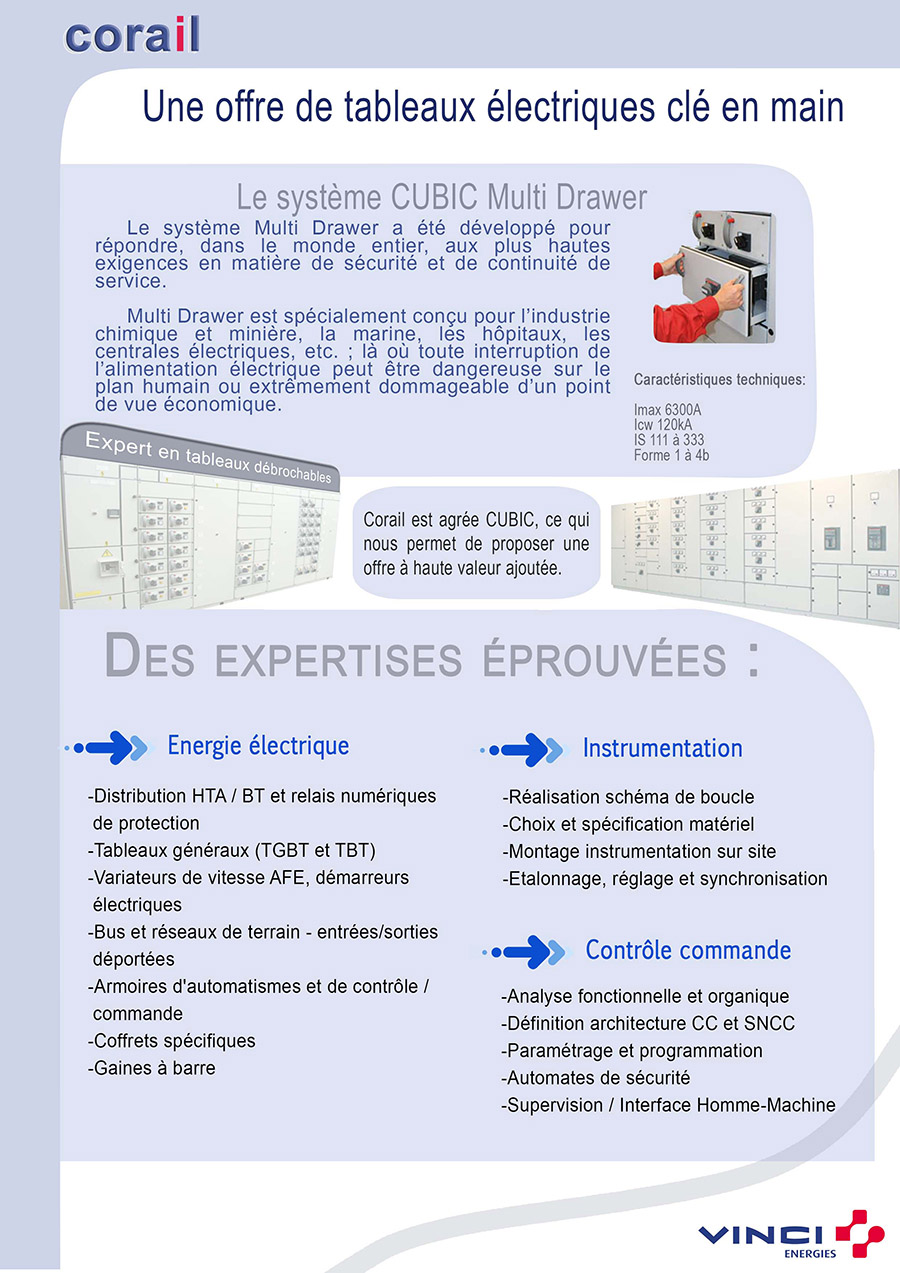 corail
Une offre de tableaux électriques clé en main
Le système CUBIC Multi Drawer
Le système Multi Drawer a été développé pour
répondre, dans le monde entier, aux plus hautes
exigences en matière de sécurité et de continuité de
service.
Multi Drawer est spécialement conçu pour l'industrie
chimique et minière, la marine, les hôpitaux, les
centrales électriques, etc. ; là où toute interruption de
l'alimentation électrique peut être dangereuse sur le
plan humain ou extrêmement dommageable d'un point
de vue économique.
Caractéristiques techniques:
Imax 6300A
Icw 120kA
IS 111 à 333
Forme 1 à 4b
Expert en tableaux débrochables
Corail est agrée CUBIC, ce qui
nous permet de proposer une
offre à haute valeur ajoutée.
DES EXPERTISES ÉPROUVÉES :
Energie électrique
-Distribution HTA / BT et relais numériques
de protection
-Tableaux généraux (TGBT et TBT)
-Variateurs de vitesse AFE, démarreurs
électriques
-Bus et réseaux de terrain - entrées/sorties
déportées
-Armoires d'automatismes et de contrôle /
commande
-Coffrets spécifiques
-Gaines à barre
Instrumentation
-Réalisation schéma de boucle
-Choix et spécification matériel
-Montage instrumentation sur site
-Etalonnage, réglage et synchronisation
Contrôle commande
-Analyse fonctionnelle et organique
-Définition architecture CC et SNCC
-Paramétrage et programmation
-Automates de sécurité
-Supervision / Interface Homme-Machine
VINCI
ENERGIES